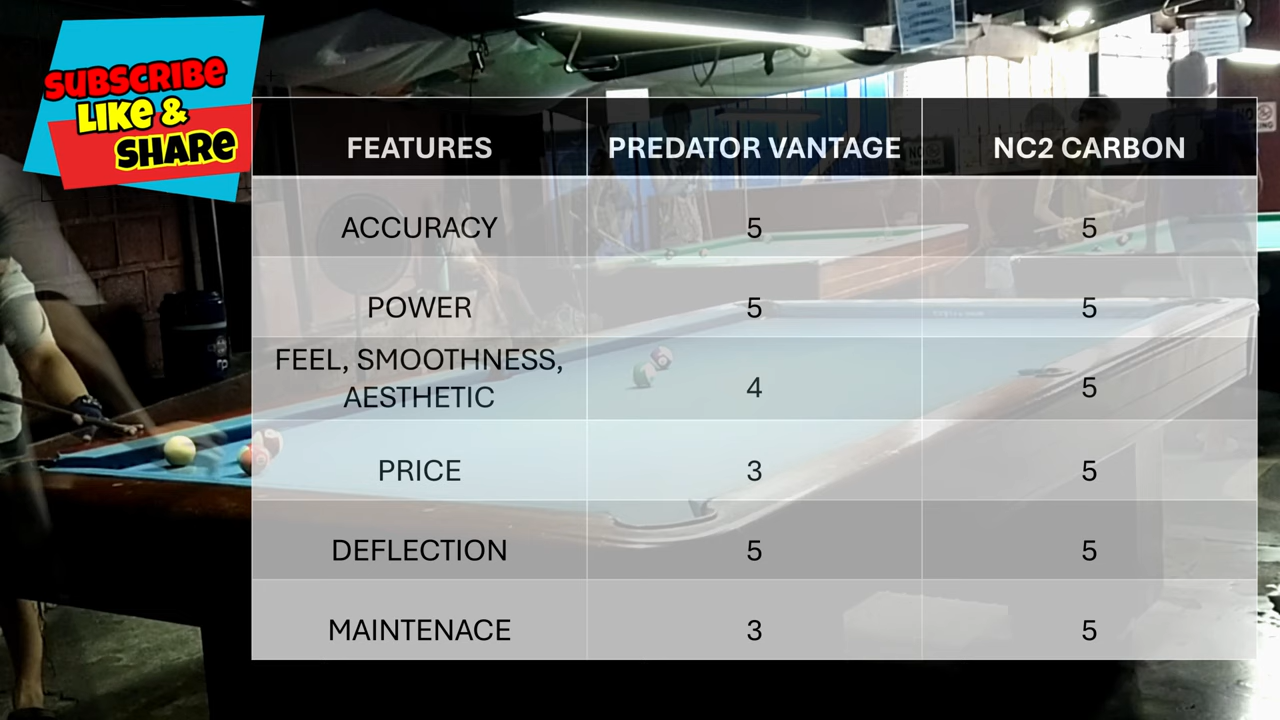 SUBSCRIBE
LIKE &
SHARE
FEATURES PREDATOR VANTAGE NC2 CARBON
ACCURACY 5 5
POWER 5 5
FEEL, SMOOTHNESS,
AESTHETIC 4 5
PRICE 3 5
DEFLECTION 5 5
MAINTENACE 3 5